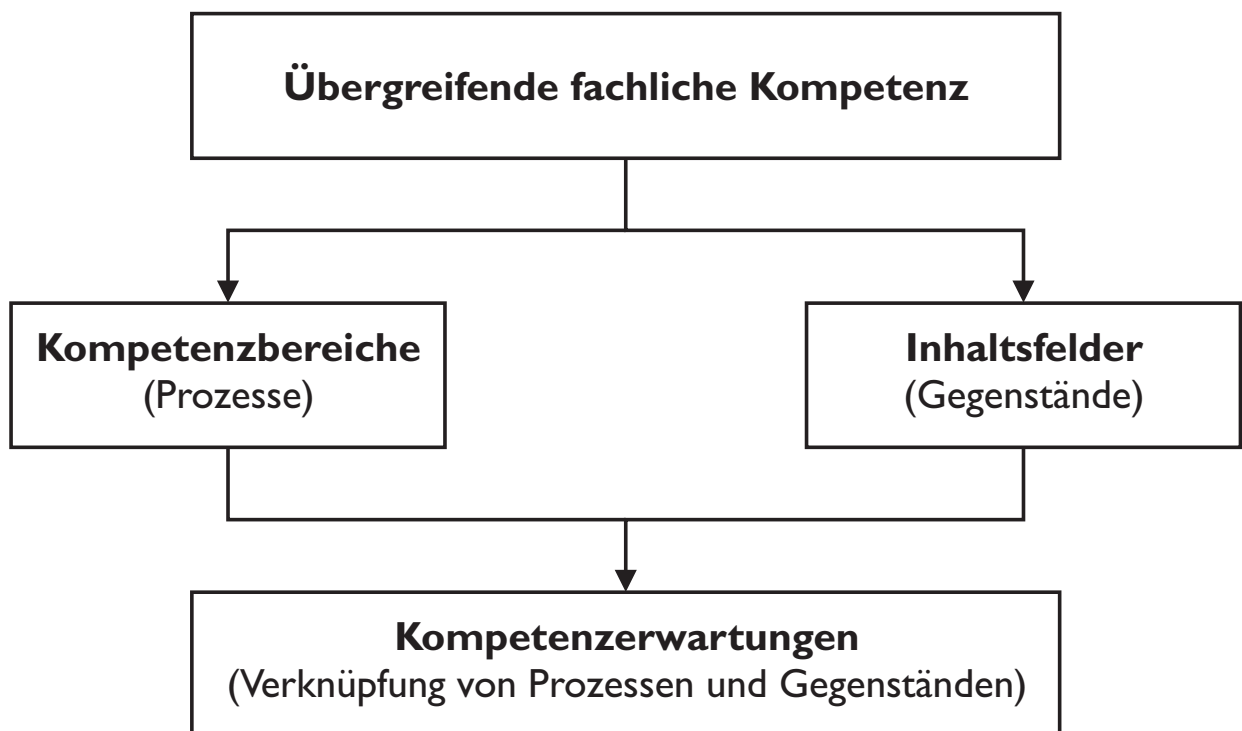 Übergreifende fachliche Kompetenz
Kompetenzbereiche
(Prozesse)
Inhaltsfelder
(Gegenstände)
Kompetenzerwartungen
(Verknüpfung von Prozessen und Gegenständen)